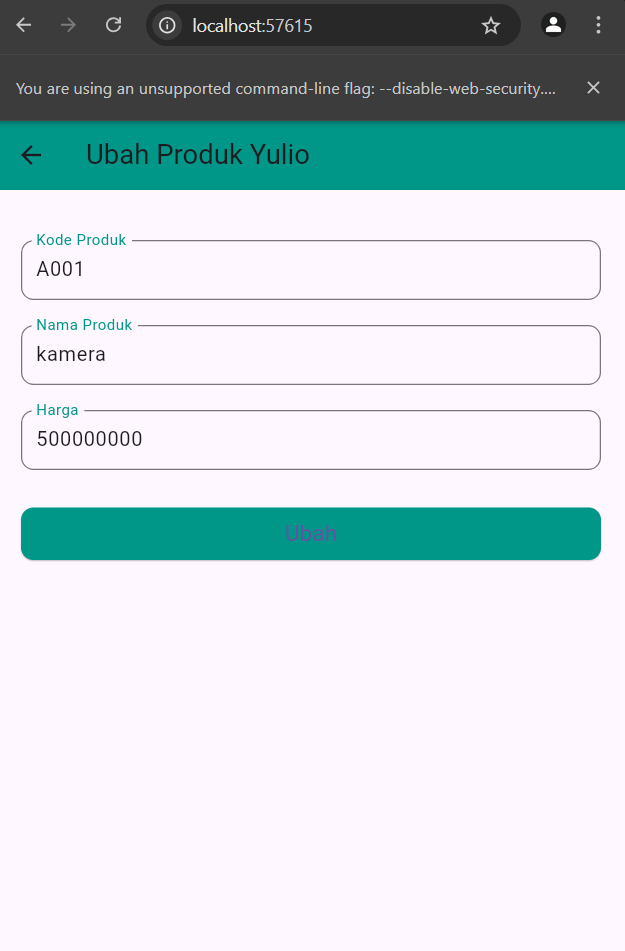 localhost:57615
You are using an unsupported command-line flag: --disable-web-security....
Ubah Produk Yulio
Kode Produk
A001
Nama Produk
kamera
Harga
500000000
Ubah